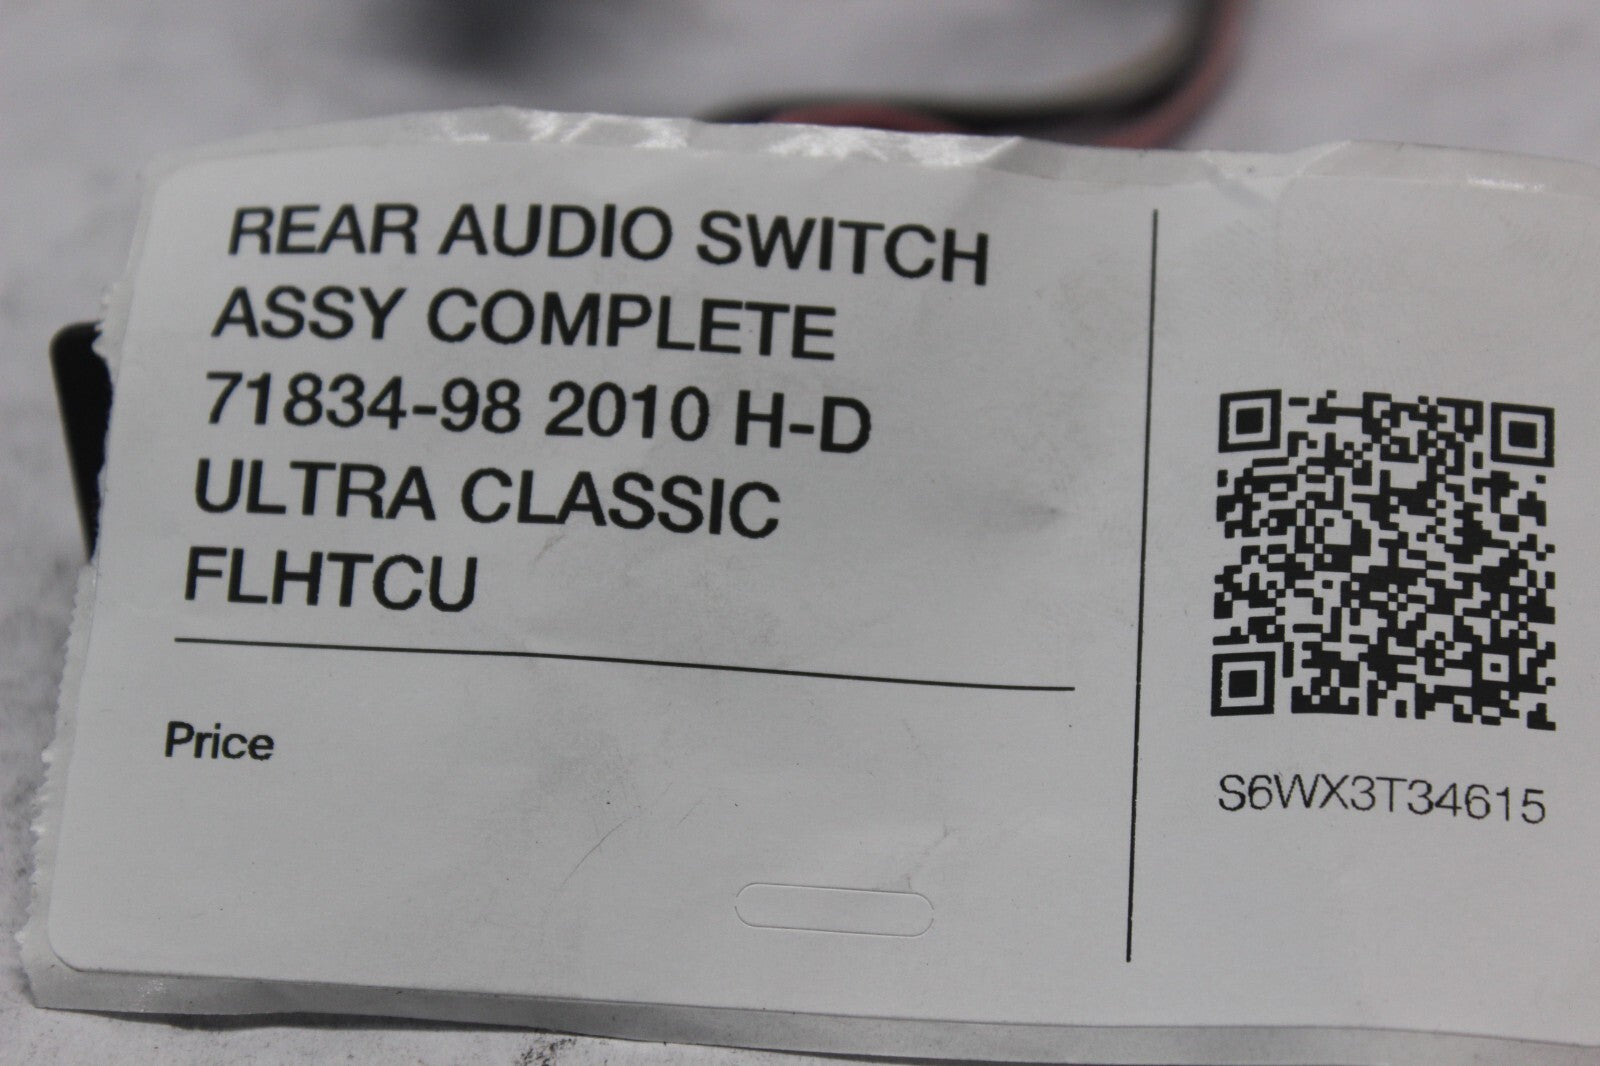 REAR AUDIO SWITCH
ASSY COMPLETE
71834-98 2010 H-D
ULTRA CLASSIC
FLHTCU
Price
S6WX3T34615